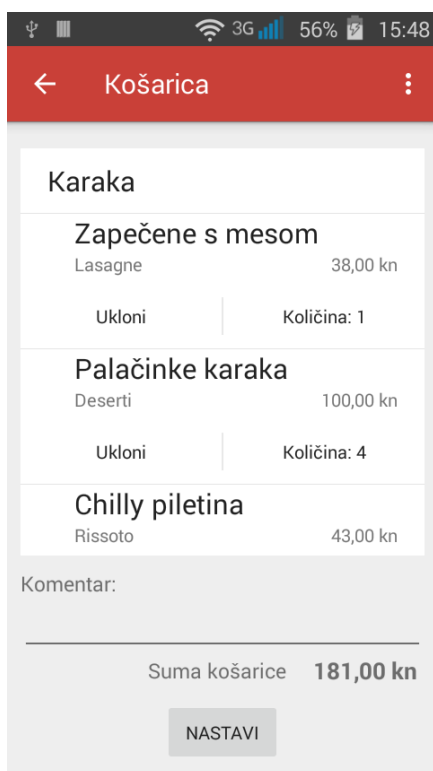 3G 56% 15:48
Košarica
Karaka
Zapečene s mesom
Lasagne 38,00 kn
Ukloni Količina: 1
Palačinke karaka
Deserti 100,00 kn
Ukloni Količina: 4
Chilly piletina
Rissoto 43,00 kn
Komentar:
Suma košarice 181,00 kn
NASTAVI